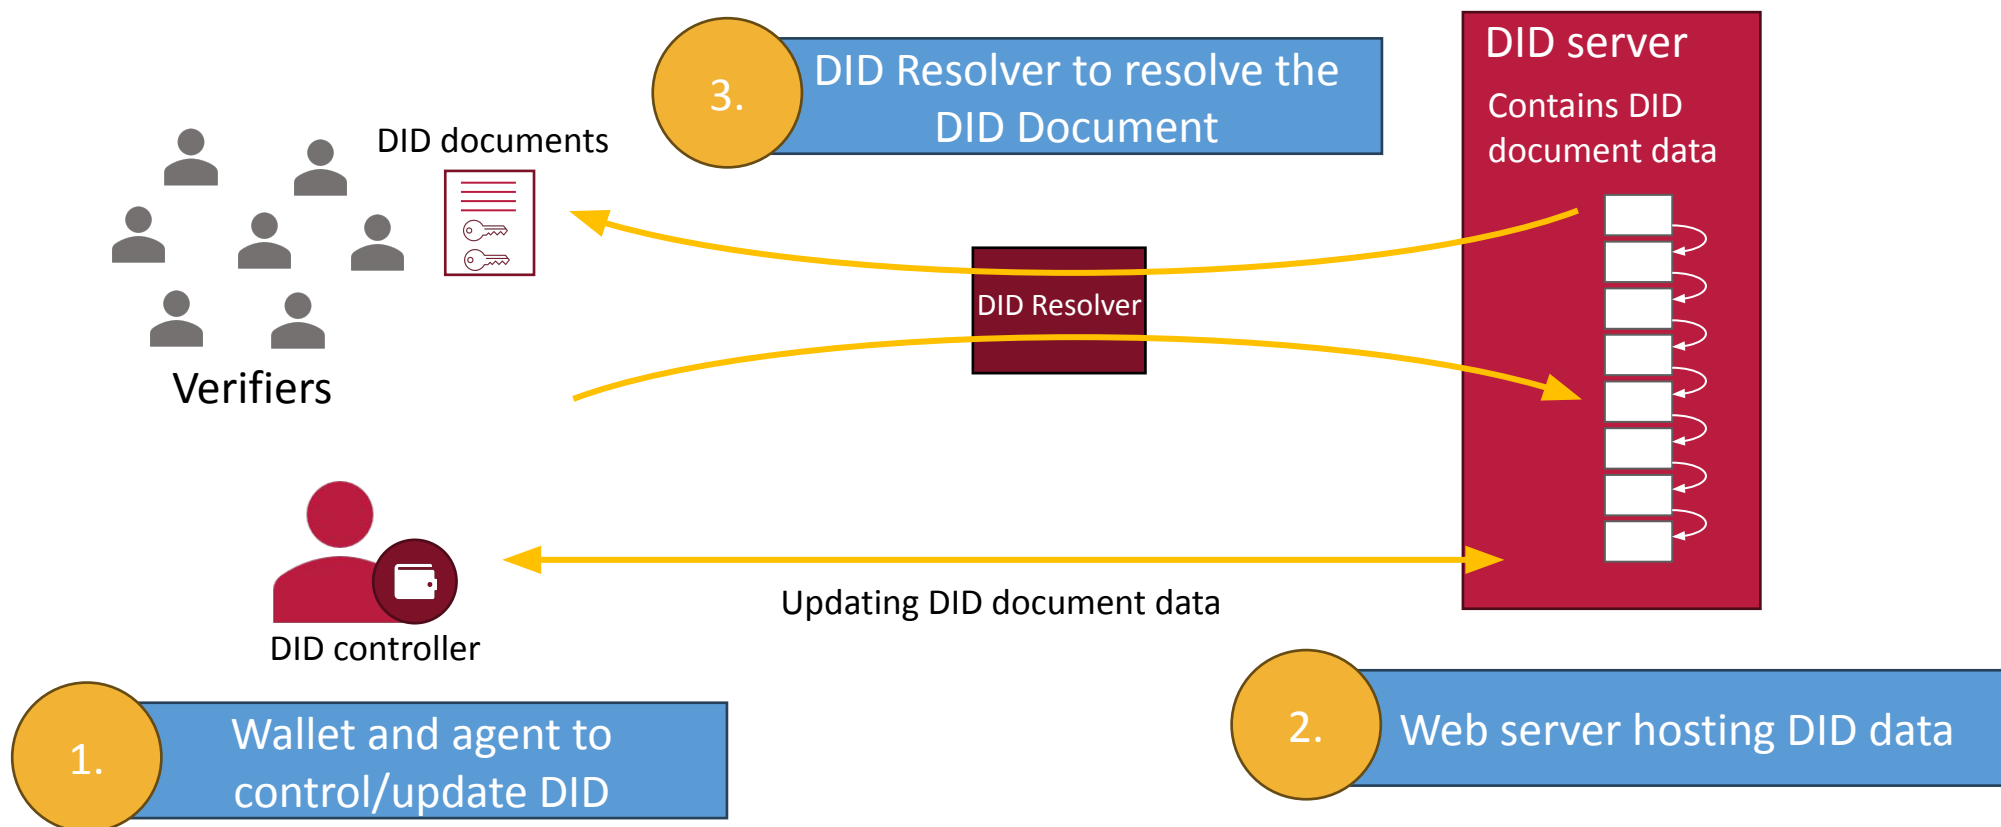 3.
DID Resolver to resolve the
DID Document
DID server
Contains DID
document data
DID documents
DID Resolver
Verifiers
Updating DID document data
DID controller
1.
Wallet and agent to
control/update DID
2.
Web server hosting DID data